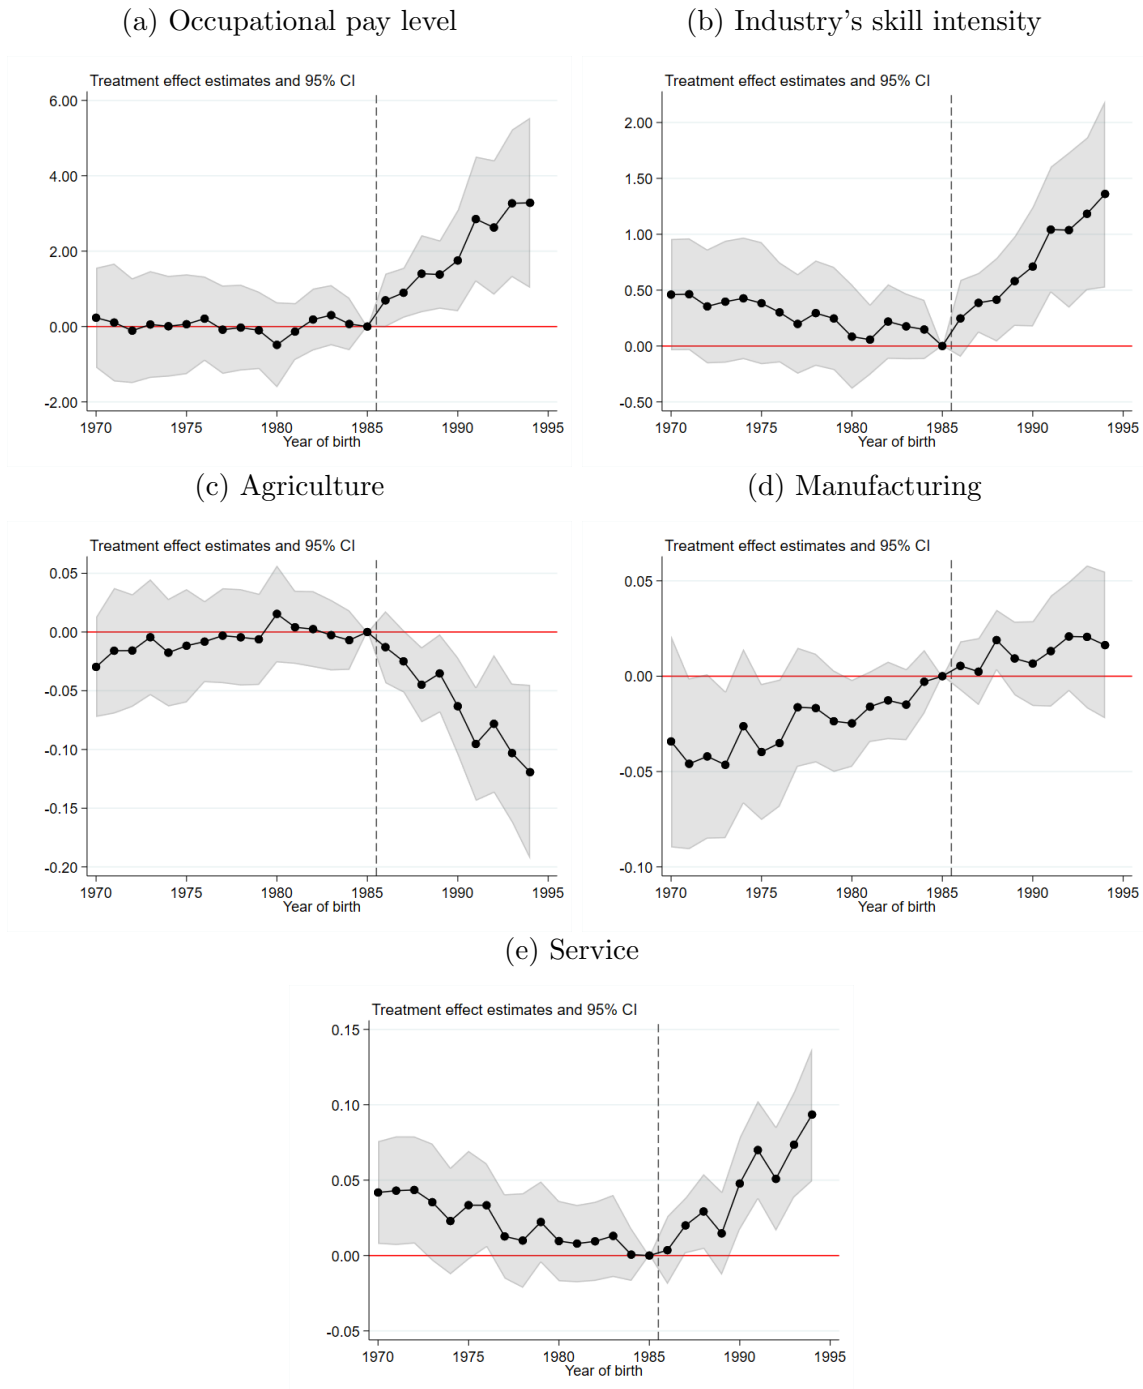 (a) Occupational pay level
Treatment effect estimates and 95% CI
6.00
4.00
2.00
0.00
-2.00
1970 1975 1980 1985 1990 1995
Year of birth
(b) Industry's skill intensity
Treatment effect estimates and 95% CI
2.00
1.50
1.00
0.50
0.00
-0.50
1970 1975 1980 1985 1990 1995
Year of birth
(c) Agriculture
Treatment effect estimates and 95% CI
0.05
0.00
-0.05
-0.10
-0.15
-0.20
1970 1975 1980 1985 1990 1995
Year of birth
(d) Manufacturing
Treatment effect estimates and 95% CI
0.05
0.00
-0.05
-0.10
1970 1975 1980 1985 1990 1995
Year of birth
(e) Service
Treatment effect estimates and 95% CI
0.15
0.10
0.05
0.00
-0.05
1970 1975 1980 1985 1990 1995
Year of birth